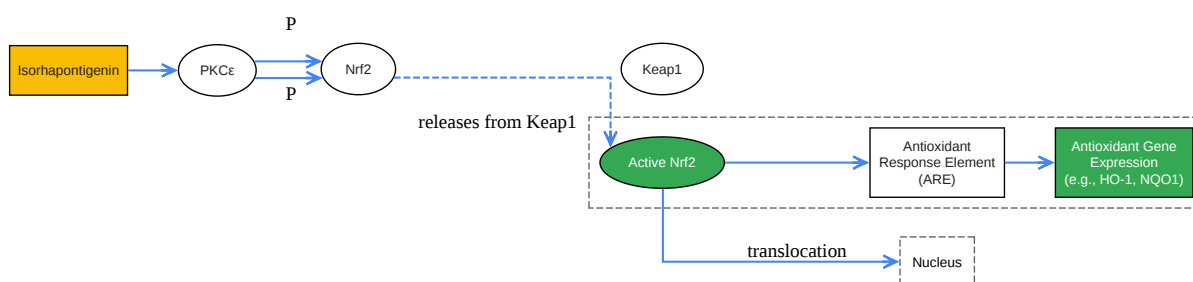 P
Isorhapontigenin
PKCε
Nrf2
Keap1
P
releases from Keap1
Active Nrf2
Antioxidant
Response Element
(ARE)
Antioxidant Gene
Expression
(e.g., HO-1, NQO1)
translocation
Nucleus